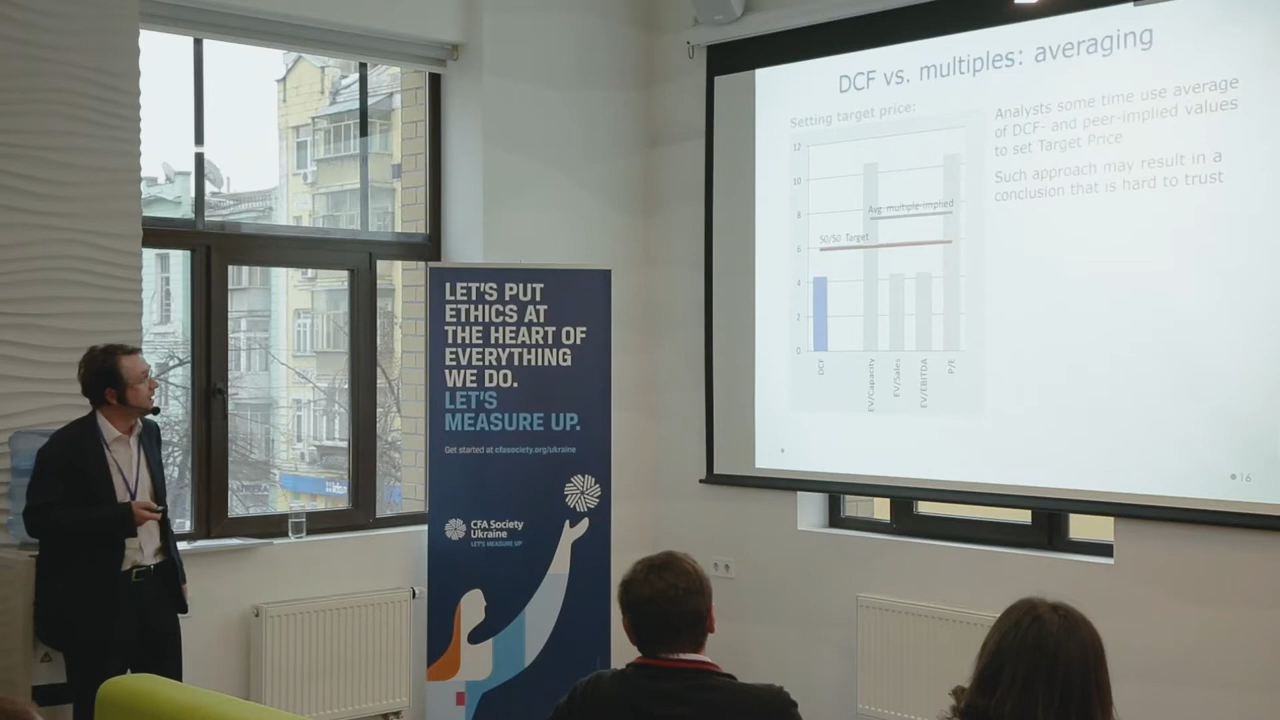 DCF vs. multiples: averaging
Setting target price:
12
10
8
6
4
2
0
Avg. multiple-implied
50/50 Target
DCF
EV/Capacity
EV/Sales
EV/EBITDA
P/E
Analysts some time use average
of DCF- and peer-implied values
to set Target Price
Such approach may result in a
conclusion that is hard to trust
16
LET'S PUT
ETHICS AT
THE HEART OF
EVERYTHING
WE DO.
LET'S
MEASURE UP.
Get started at cfasociety.org/ukraine
CFA Society
Ukraine
LET'S MEASURE UP